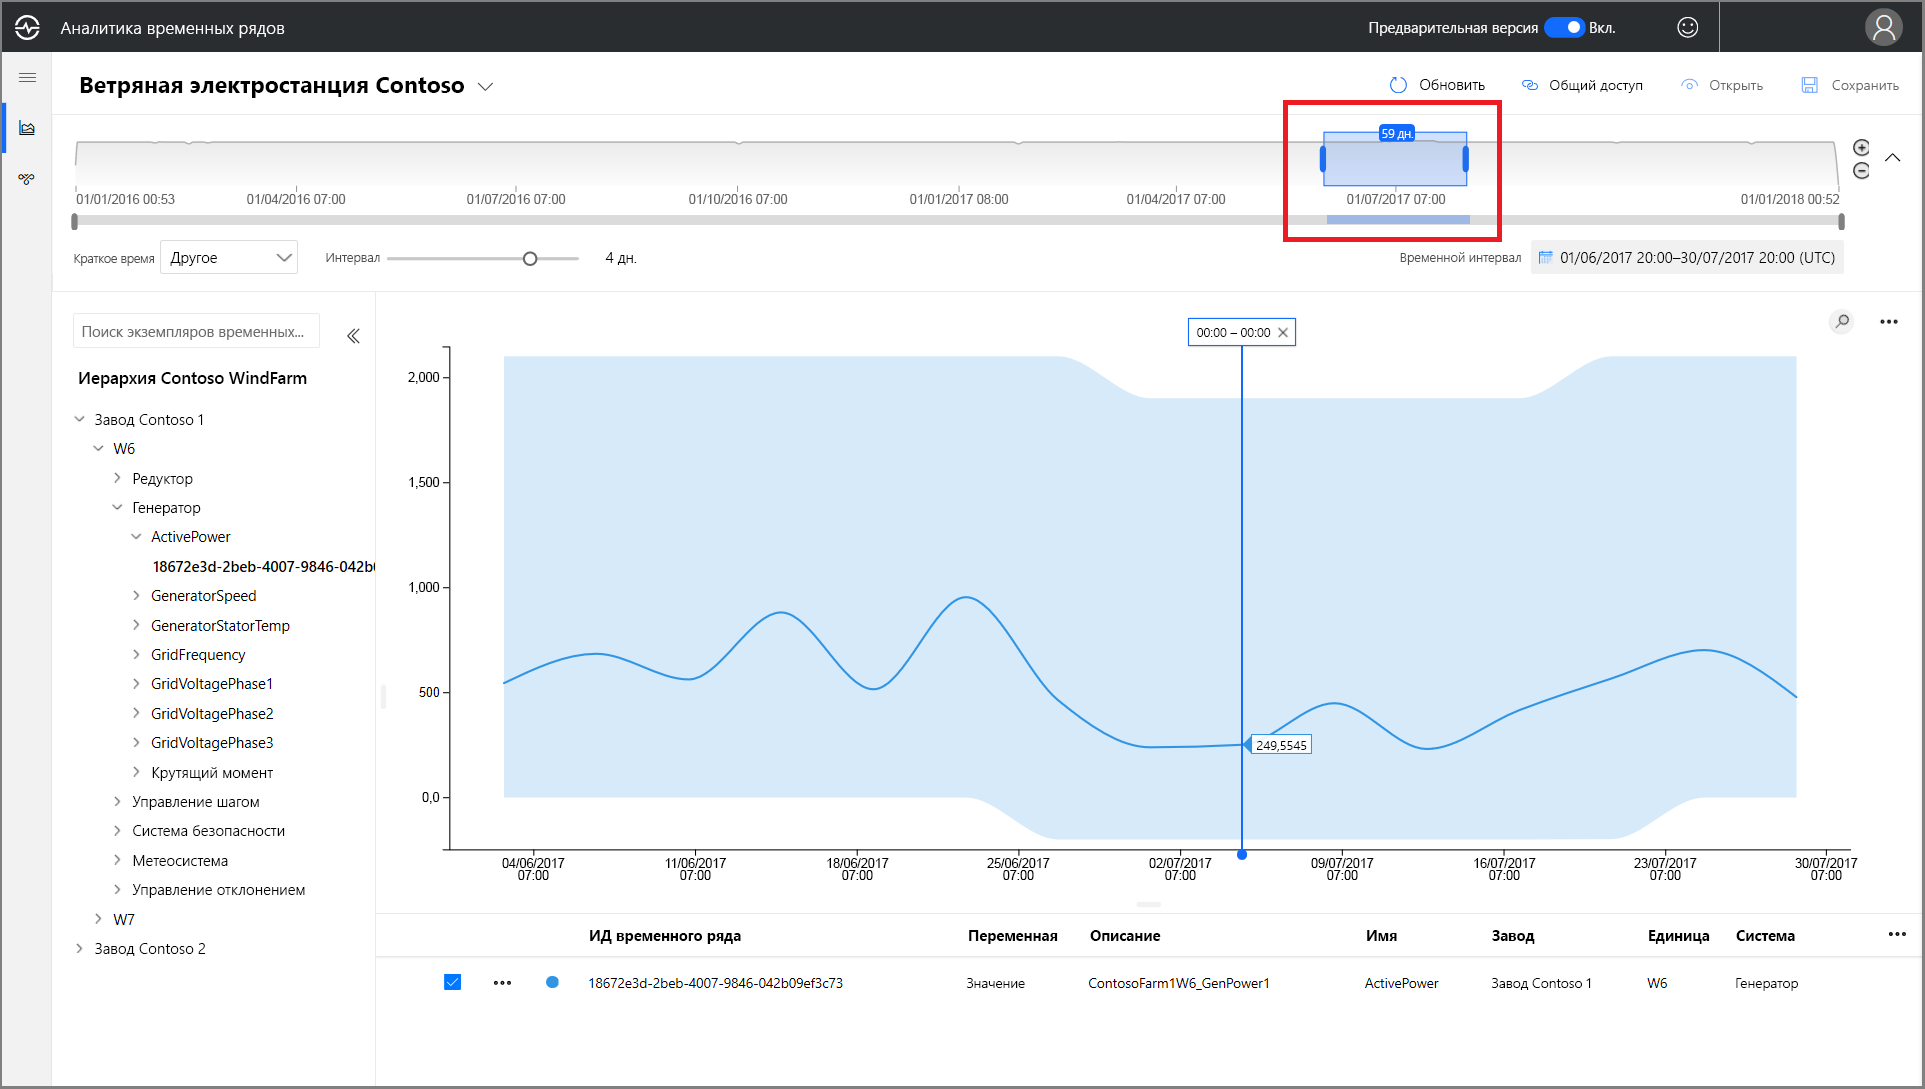 Аналитика временных рядов
Предварительная версия Вкл.
Ветряная электростанция Contoso
Обновить Общий доступ Открыть Сохранить
59 дн.
01/01/2016 00:53 01/04/2016 07:00 01/07/2016 07:00 01/10/2016 07:00 01/01/2017 08:00 01/04/2017 07:00 01/07/2017 07:00 01/01/2018 00:52
Краткое время Другое Интервал 4 дн. Временной интервал 01/06/2017 20:00–30/07/2017 20:00 (UTC)
Поиск экземпляров временных...
Иерархия Contoso WindFarm
Завод Contoso 1
W6
Редуктор
Генератор
ActivePower
18672e3d-2beb-4007-9846-042b
GeneratorSpeed
GeneratorStatorTemp
GridFrequency
GridVoltagePhase1
GridVoltagePhase2
GridVoltagePhase3
Крутящий момент
Управление шагом
Система безопасности
Метеосистема
Управление отклонением
W7
Завод Contoso 2
00:00 – 00:00
2,000
1,500
1,000
500
0,0
249,5545
04/06/2017 11/06/2017 18/06/2017 25/06/2017 02/07/2017 09/07/2017 16/07/2017 23/07/2017 30/07/2017
07:00 07:00 07:00 07:00 07:00 07:00 07:00 07:00 07:00
ИД временного ряда Переменная Описание Имя Завод Единица Система
18672e3d-2beb-4007-9846-042b09ef3c73 Значение ContosoFarm1W6_GenPower1 ActivePower Завод Contoso 1 W6 Генератор